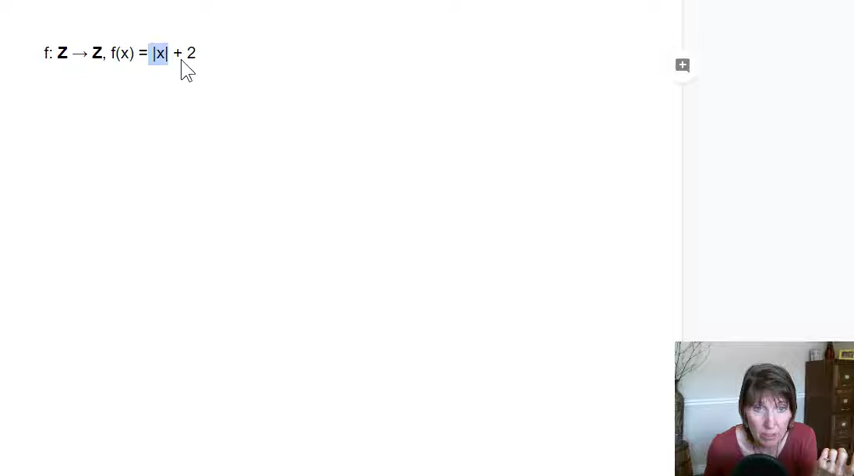 f: Z → Z, f(x) = |x| + 2